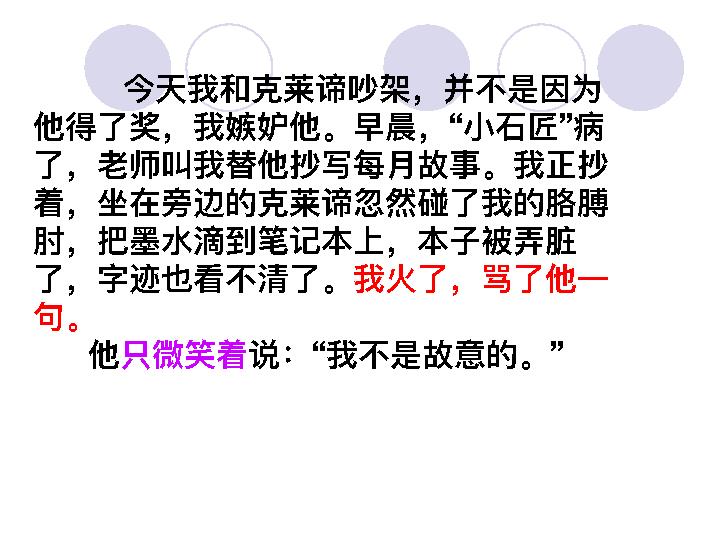 今天我和克莱谛吵架，并不是因为
他得了奖，我嫉妒他。早晨，“小石匠”病
了，老师叫我替他抄写每月故事。我正抄
着，坐在旁边的克莱谛忽然碰了我的胳膊
肘，把墨水滴到笔记本上，本子被弄脏
了，字迹也看不清了。我火了，骂了他一
句。
他只微笑着说：“我不是故意的。”